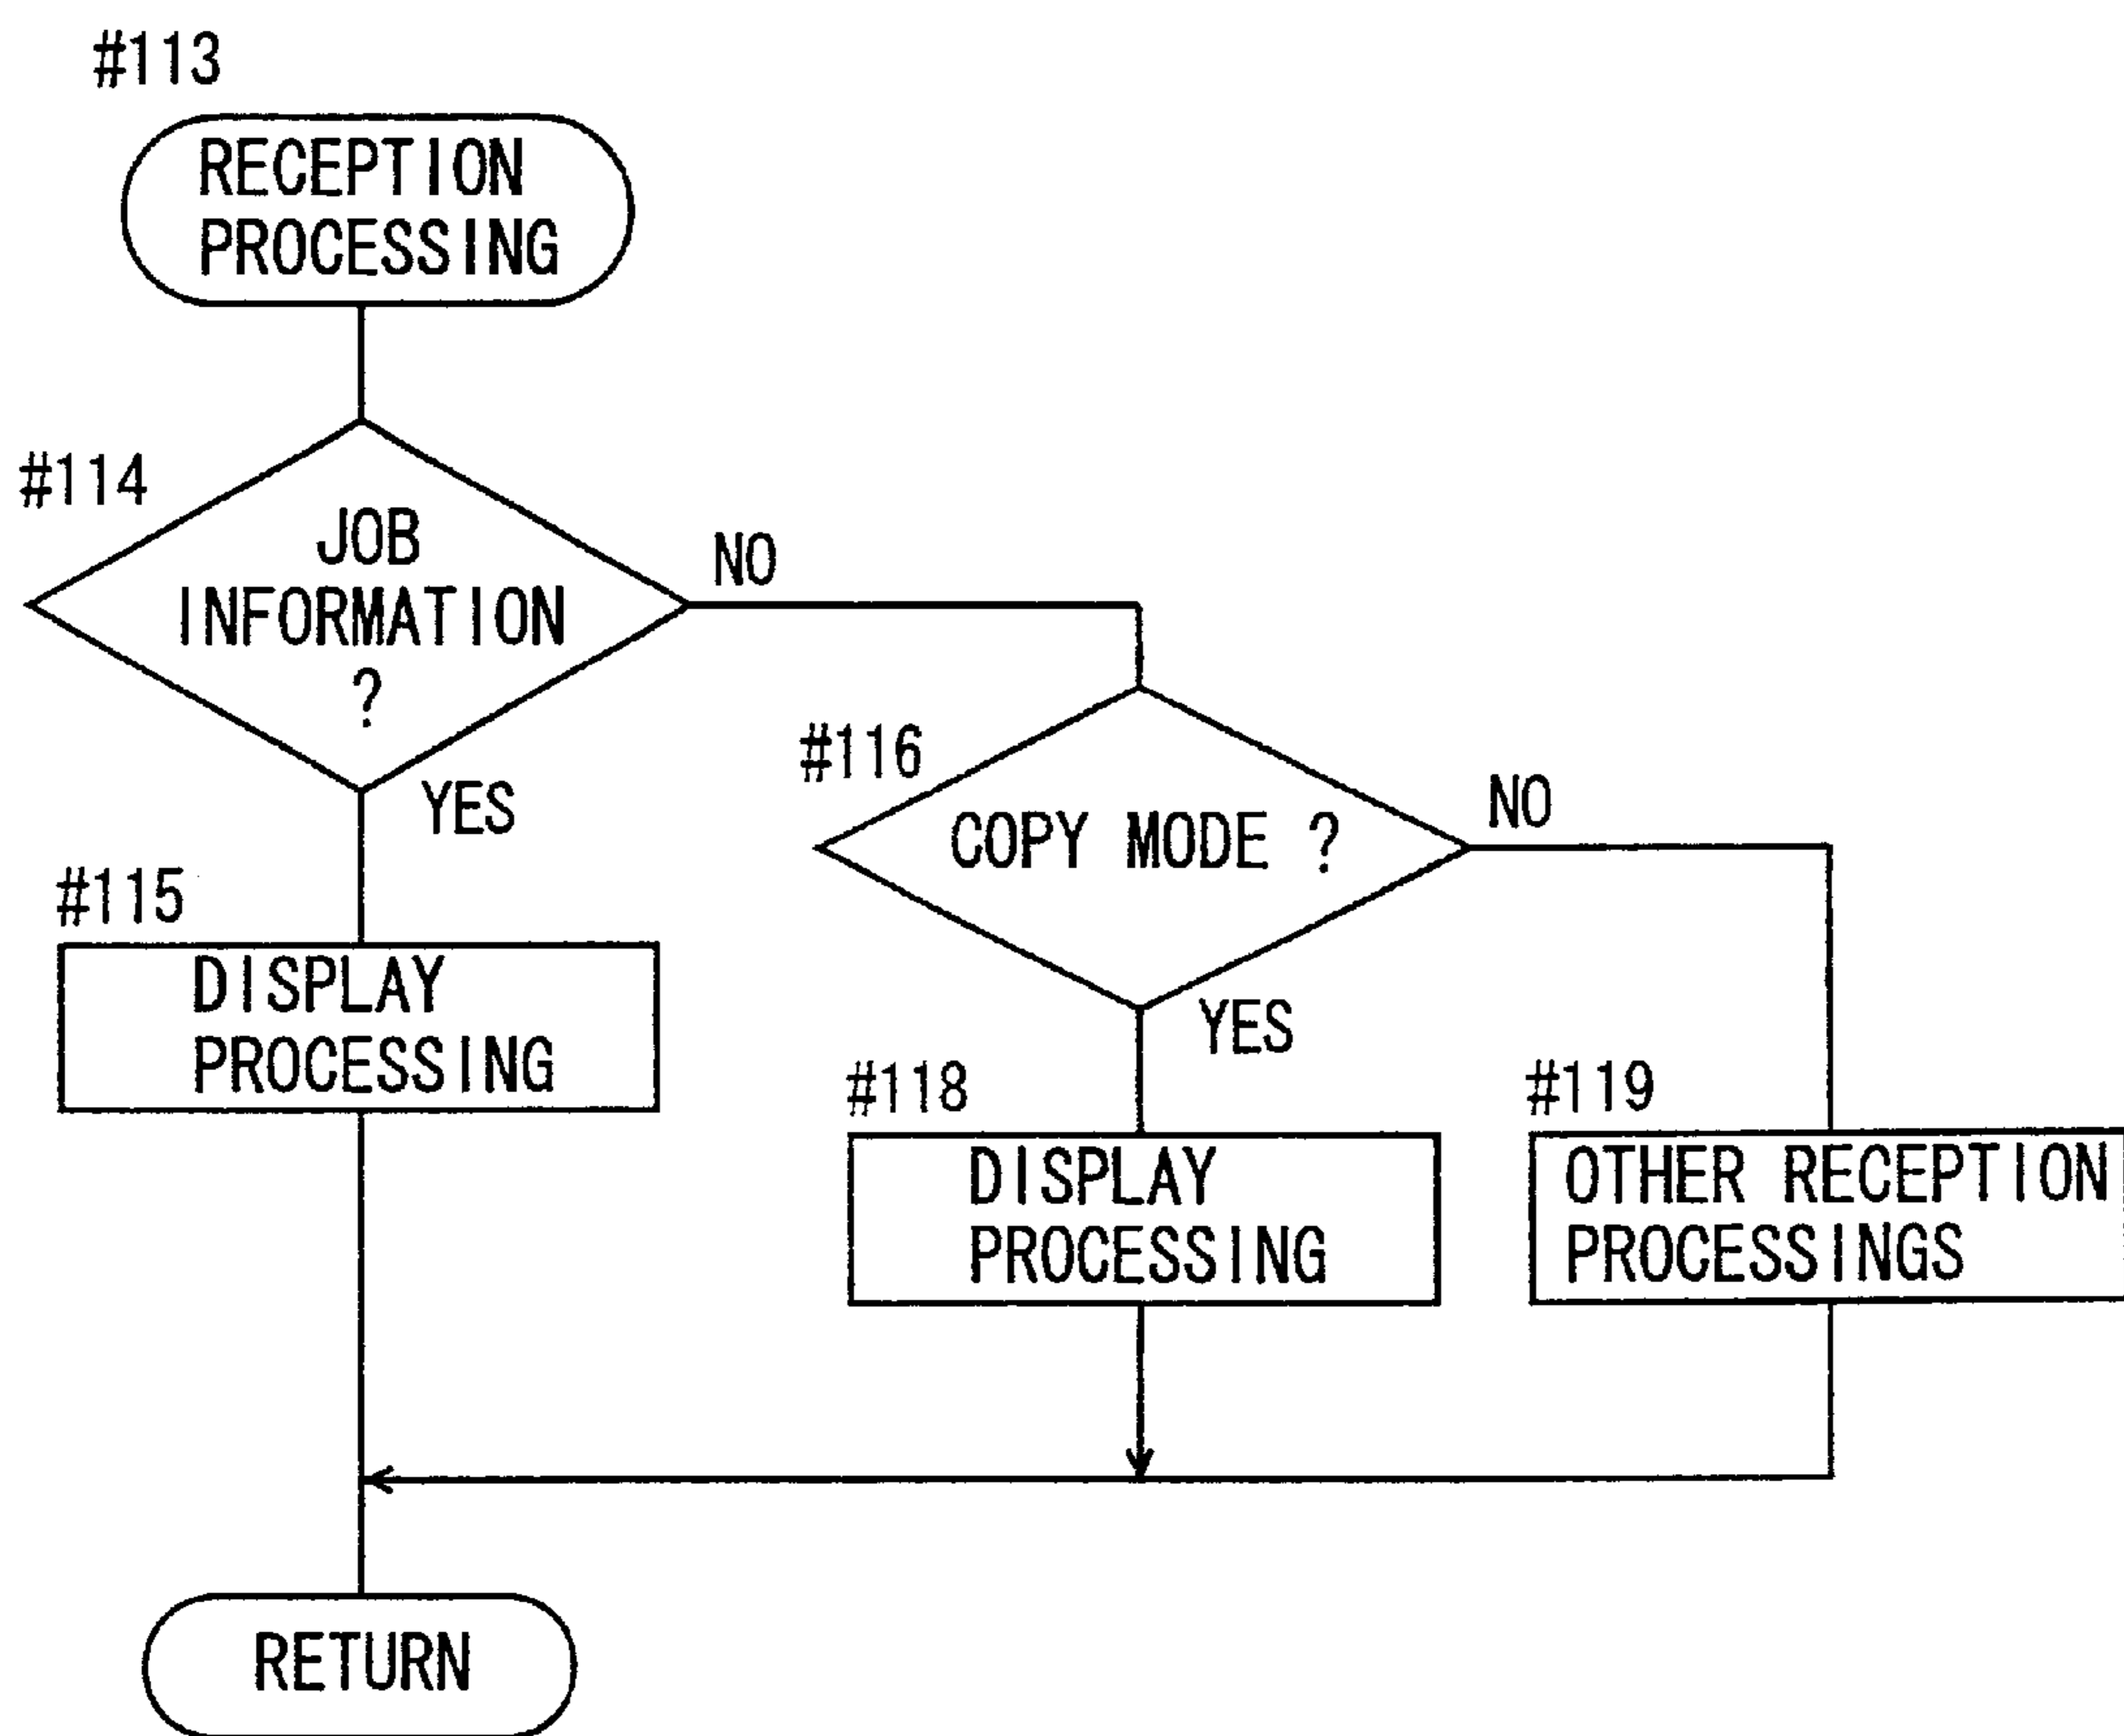 #113
RECEPTION
PROCESSING
#114
JOB
INFORMATION
?
NO
YES
#115
DISPLAY
PROCESSING
#116
COPY MODE ?
NO
YES
#118
DISPLAY
PROCESSING
#119
OTHER RECEPTION
PROCESSINGS
RETURN